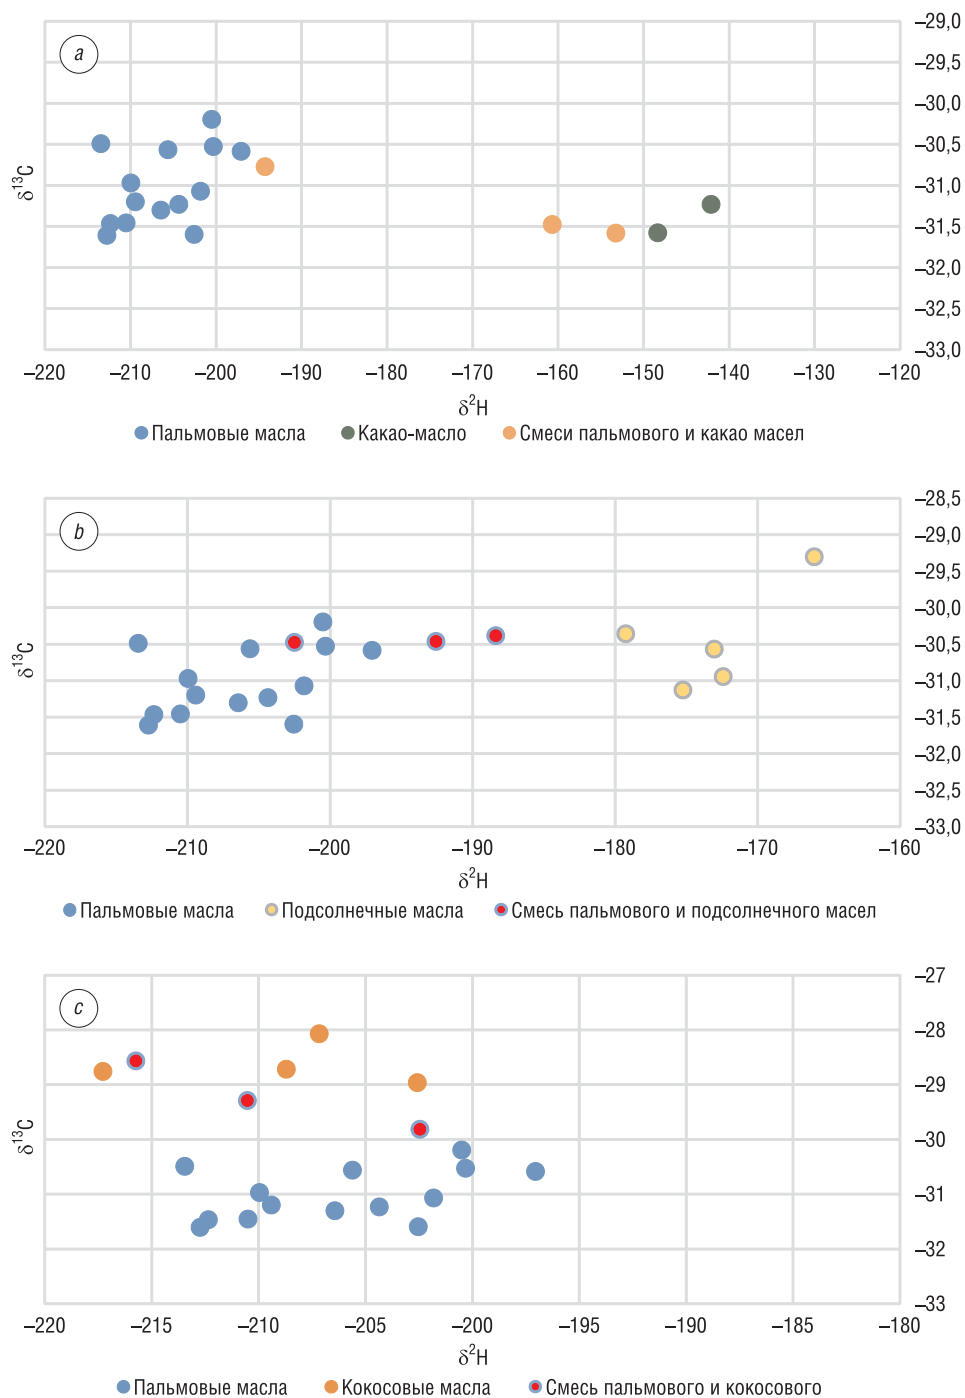 a
–29,0
–29,5
–30,0
–30,5
–31,0
–31,5
–32,0
–32,5
–33,0
δ¹³C
–220 –210 –200 –190 –180 –170 –160 –150 –140 –130 –120
δ²H
Пальмовые масла Какао-масло Смеси пальмового и какао масел
b
–28,5
–29,0
–29,5
–30,0
–30,5
–31,0
–31,5
–32,0
–32,5
–33,0
δ¹³C
–220 –210 –200 –190 –180 –170 –160
δ²H
Пальмовые масла Подсолнечные масла Смесь пальмового и подсолнечного масел
c
–27
–28
–29
–30
–31
–32
–33
δ¹³C
–220 –215 –210 –205 –200 –195 –190 –185 –180
δ²H
Пальмовые масла Кокосовые масла Смесь пальмового и кокосового